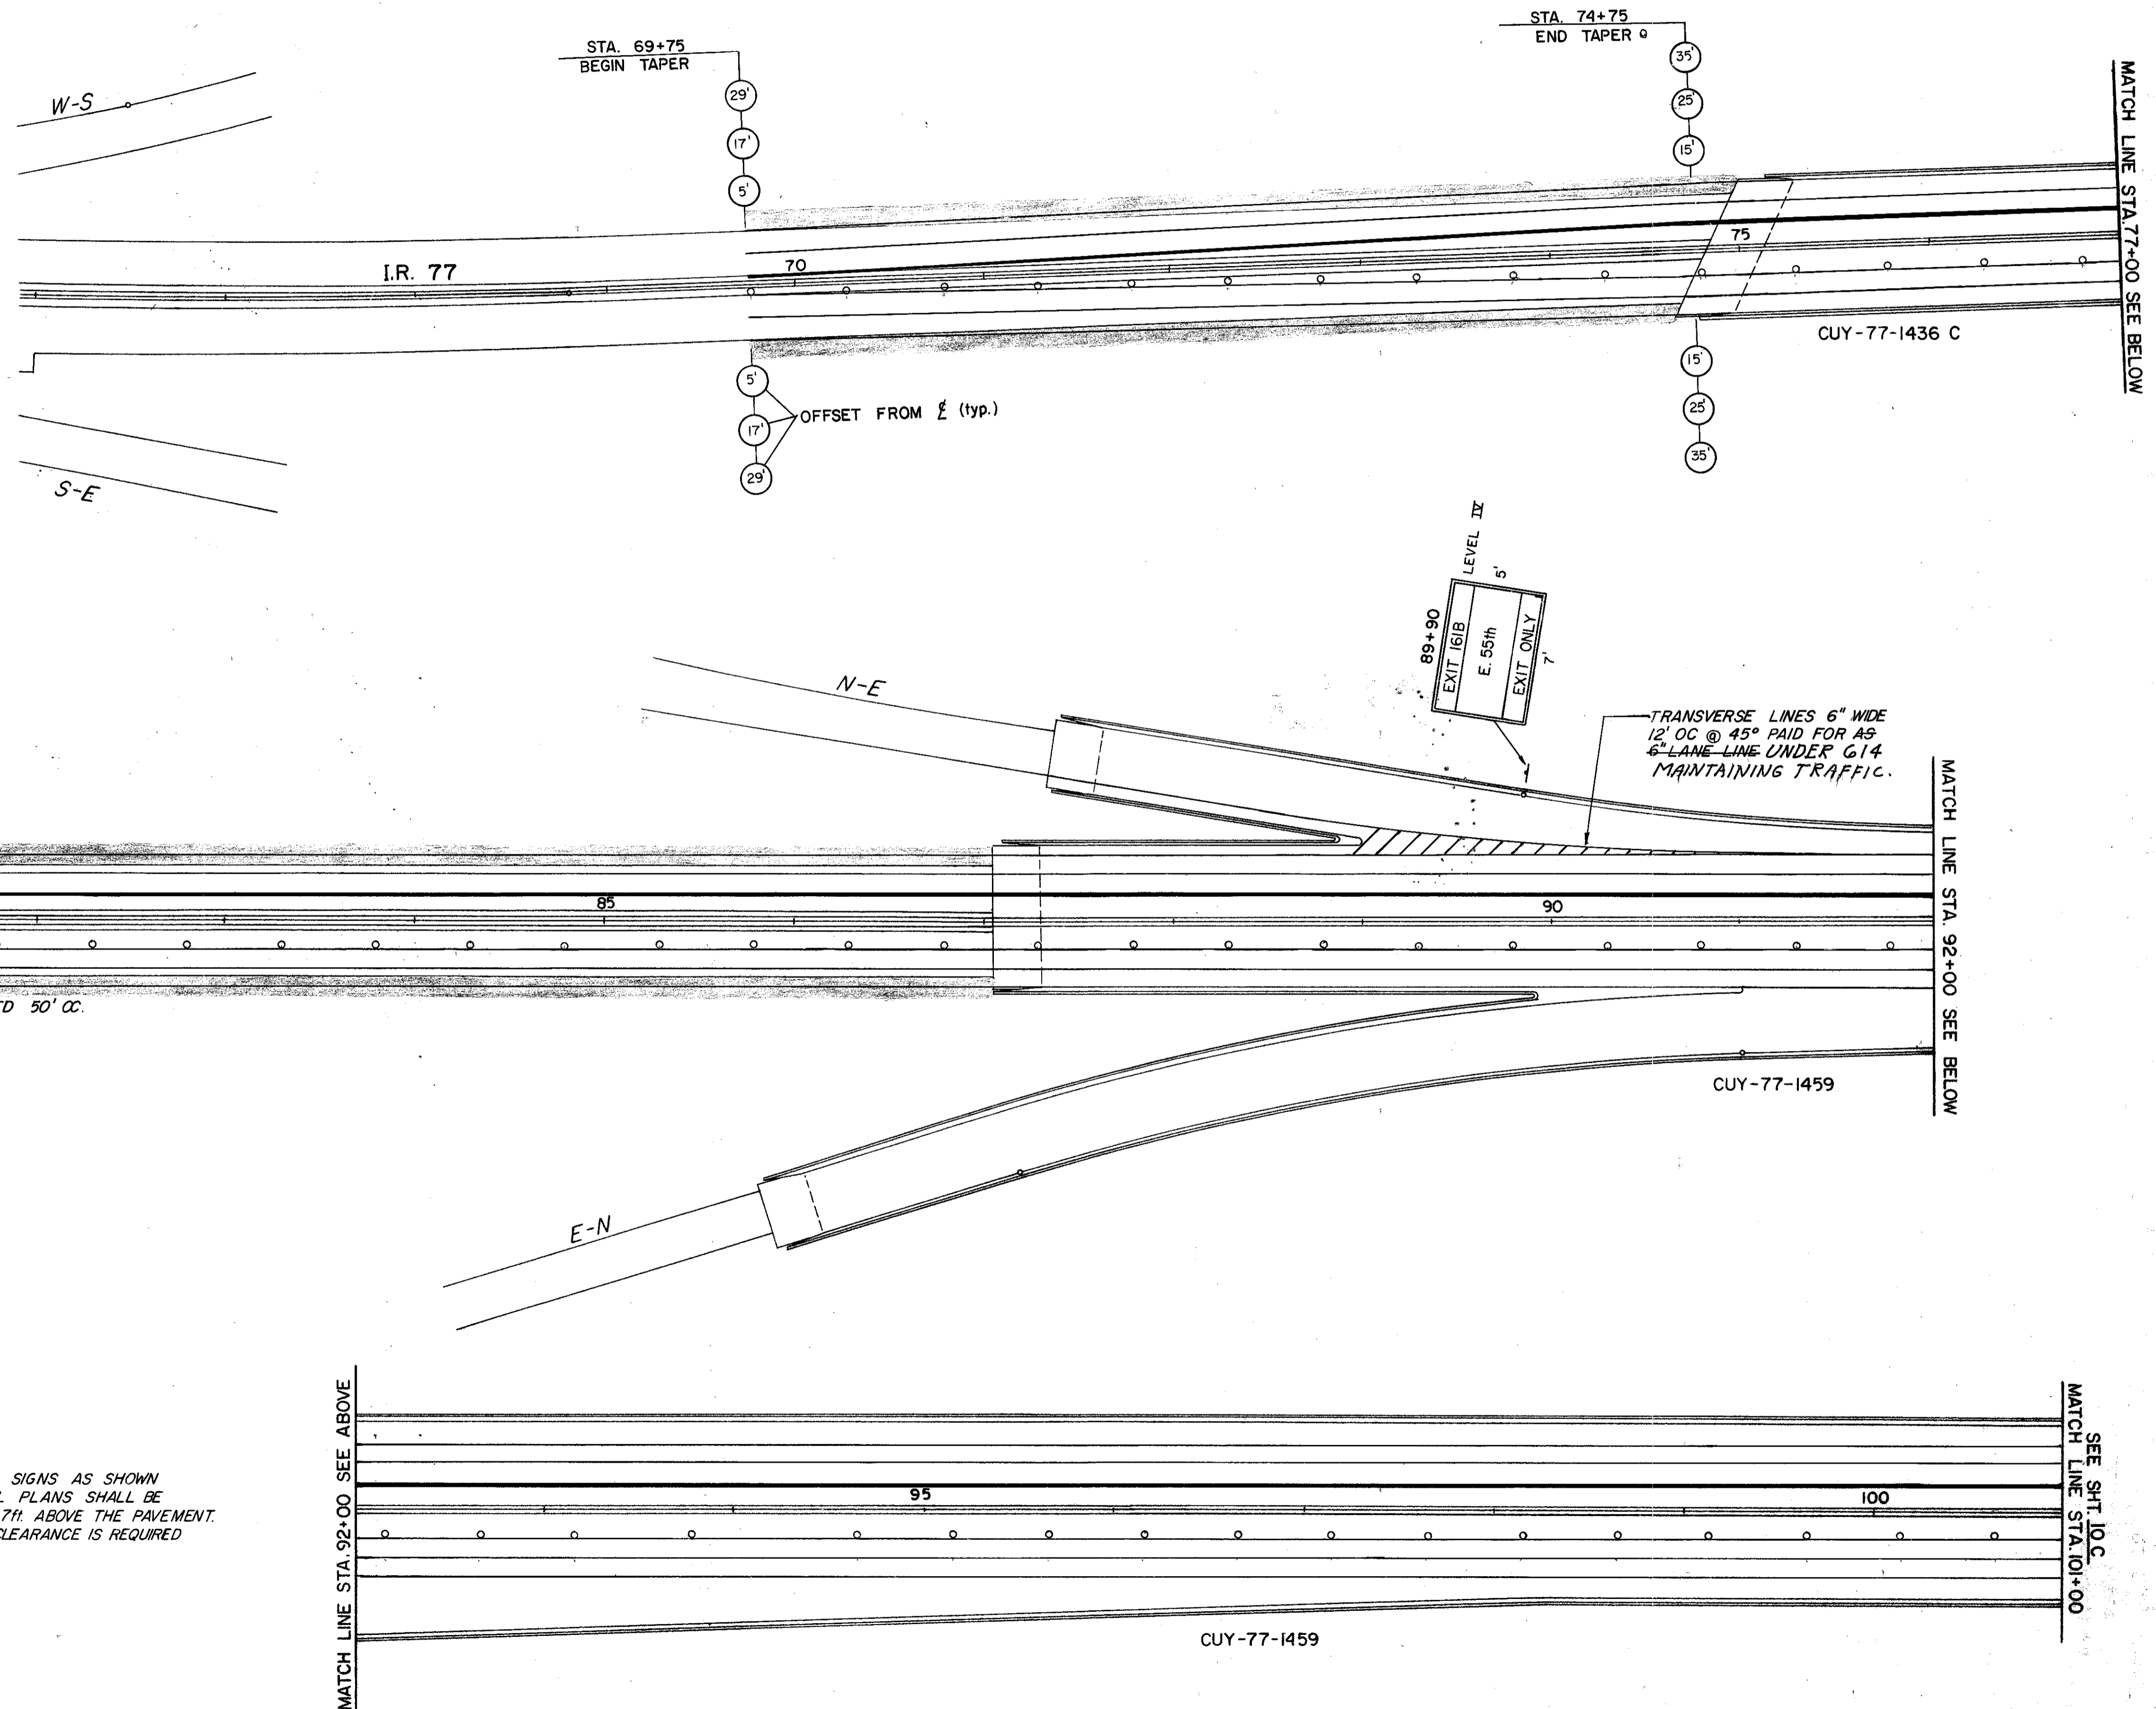 STA. 69+75
BEGIN TAPER
29'
17'
5'
STA. 74+75
END TAPER
35'
25'
15'
W-S
I.R. 77
70
75
MATCH LINE STA. 77+00 SEE BELOW
CUY-77-1436 C
5'
17'
29'
OFFSET FROM ℄ (typ.)
15'
25'
35'
S-E
LEVEL IV
5'
89+90
EXIT 161B
E. 55th
EXIT ONLY
7'
N-E
TRANSVERSE LINES 6" WIDE
12' OC @ 45° PAID FOR AS
6" LANE LINE UNDER 614
MAINTAINING TRAFFIC.
85
90
MATCH LINE STA. 92+00 SEE BELOW
50' OC.
CUY-77-1459
E-N
MATCH LINE STA. 92+00 SEE ABOVE
95
100
SEE SHT. 10C
MATCH LINE STA. 101+00
SIGNS AS SHOWN
PLANS SHALL BE
7ft. ABOVE THE PAVEMENT.
CLEARANCE IS REQUIRED
CUY-77-1459